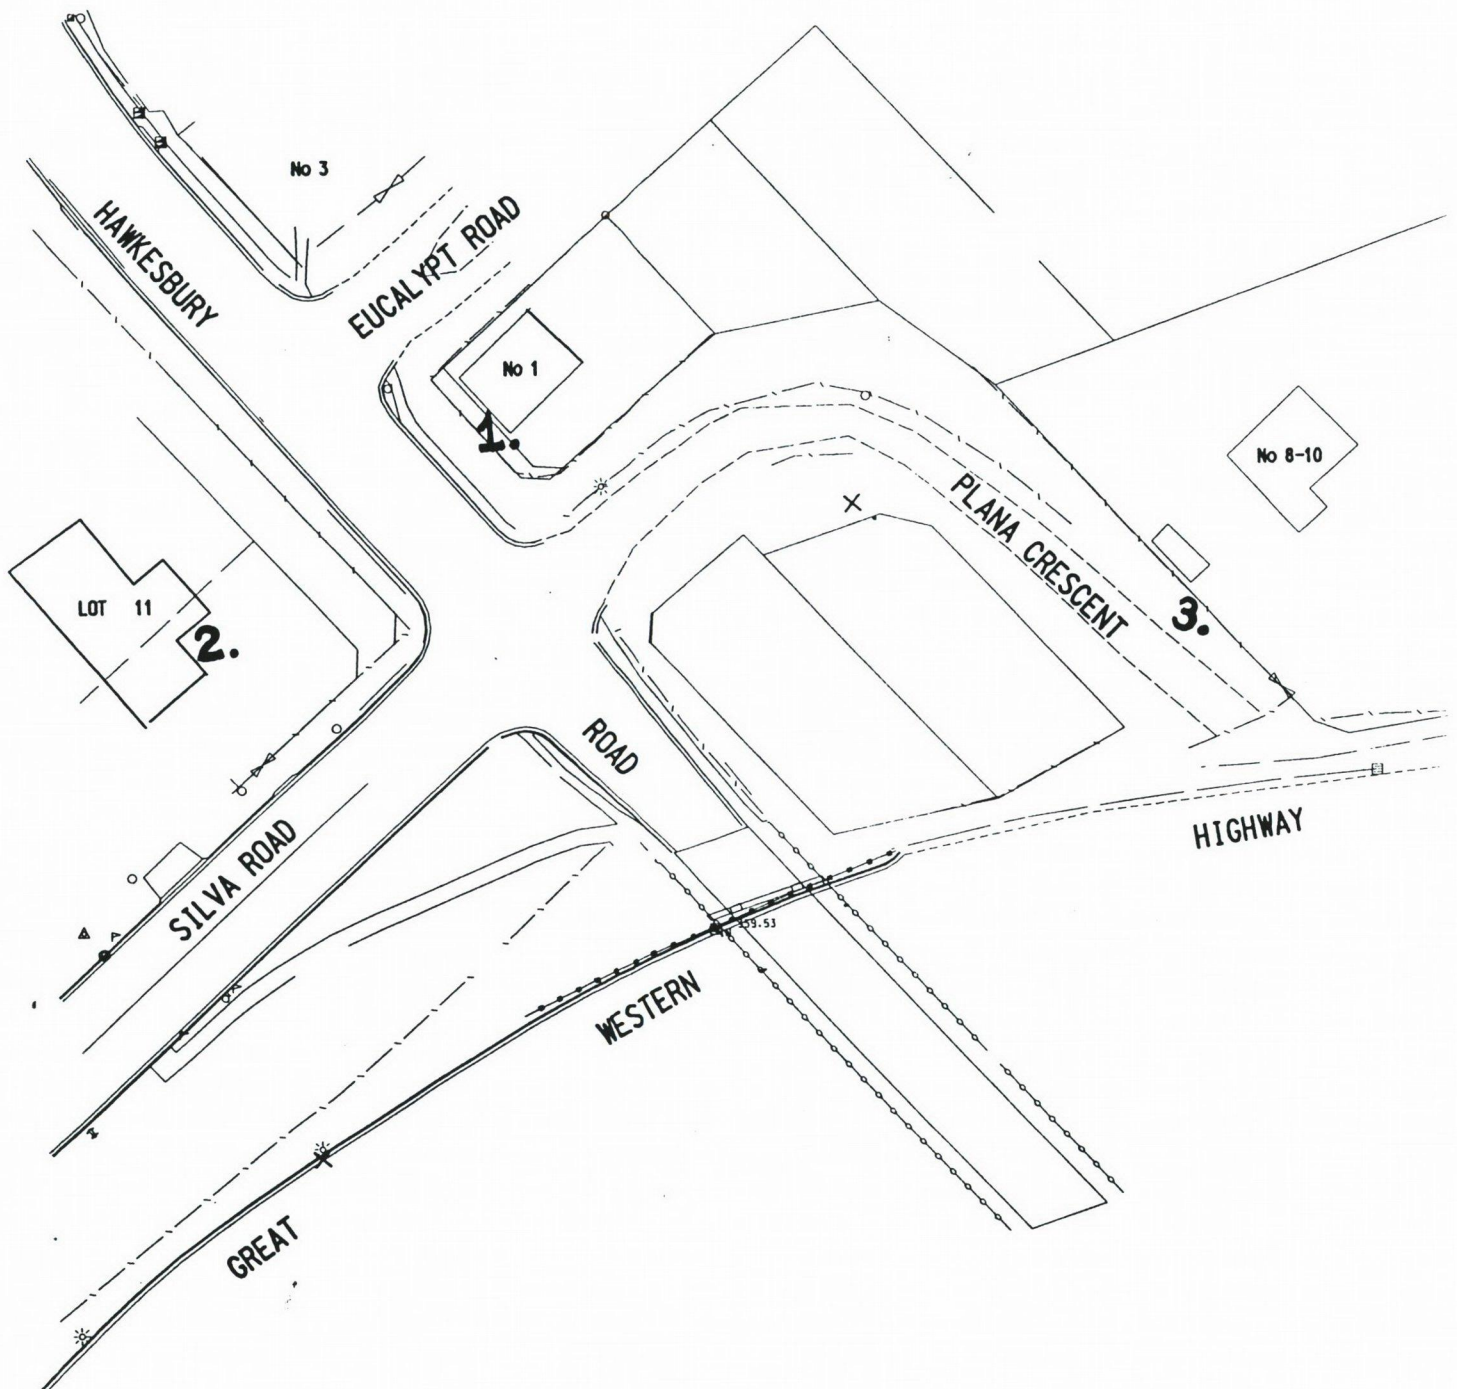 No 3
HAWKESBURY
EUCALYPT ROAD
No 1
1.
No 8-10
PLANA CRESCENT
LOT 11
2.
3.
ROAD
HIGHWAY
SILVA ROAD
WESTERN
GREAT